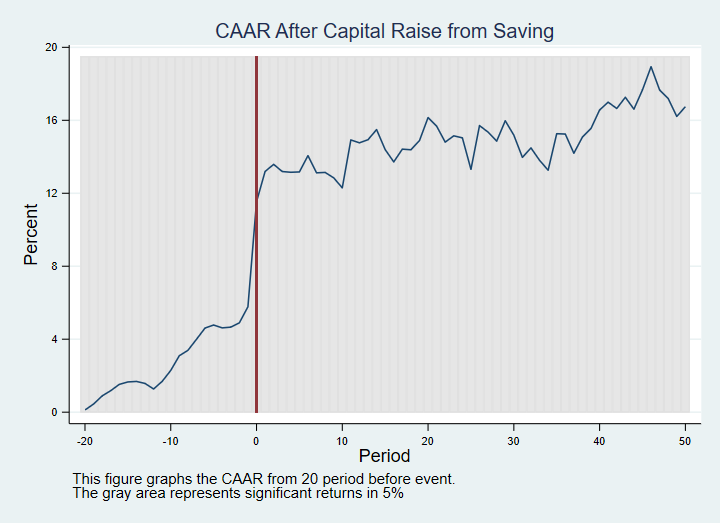 CAAR After Capital Raise from Saving
Percent
20
16
12
8
4
0
-20 -10 0 10 20 30 40 50
Period
This figure graphs the CAAR from 20 period before event.
The gray area represents significant returns in 5%